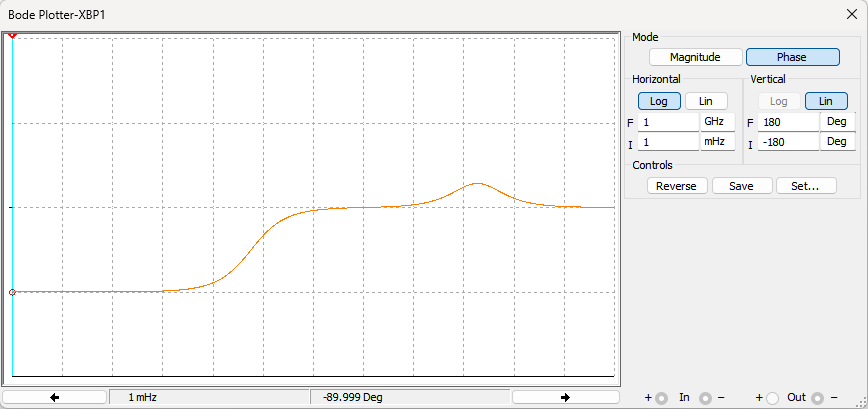 Bode Plotter-XBP1
Mode
Magnitude Phase
Horizontal Vertical
Log Lin Log Lin
F 1 GHz F 180 Deg
I 1 mHz I -180 Deg
Controls
Reverse Save Set...
1 mHz -89.999 Deg + In - + Out -